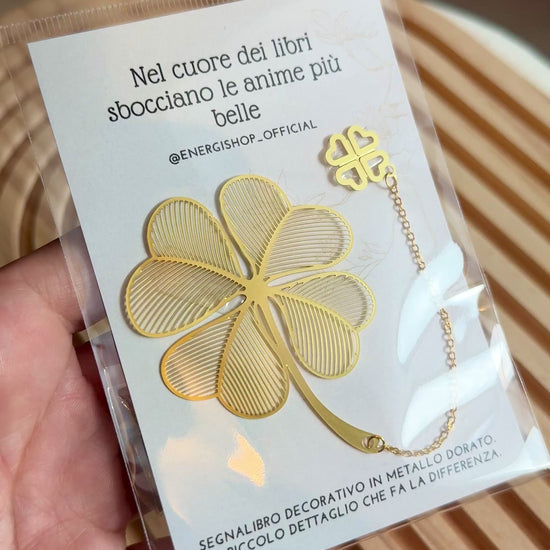 Nel cuore dei libri
sbocciano le anime più
belle
@ENERGISHOP_OFFICIAL
SEGNALIBRO DECORATIVO IN METALLO DORATO.
PICCOLO DETTAGLIO CHE FA LA DIFFERENZA.